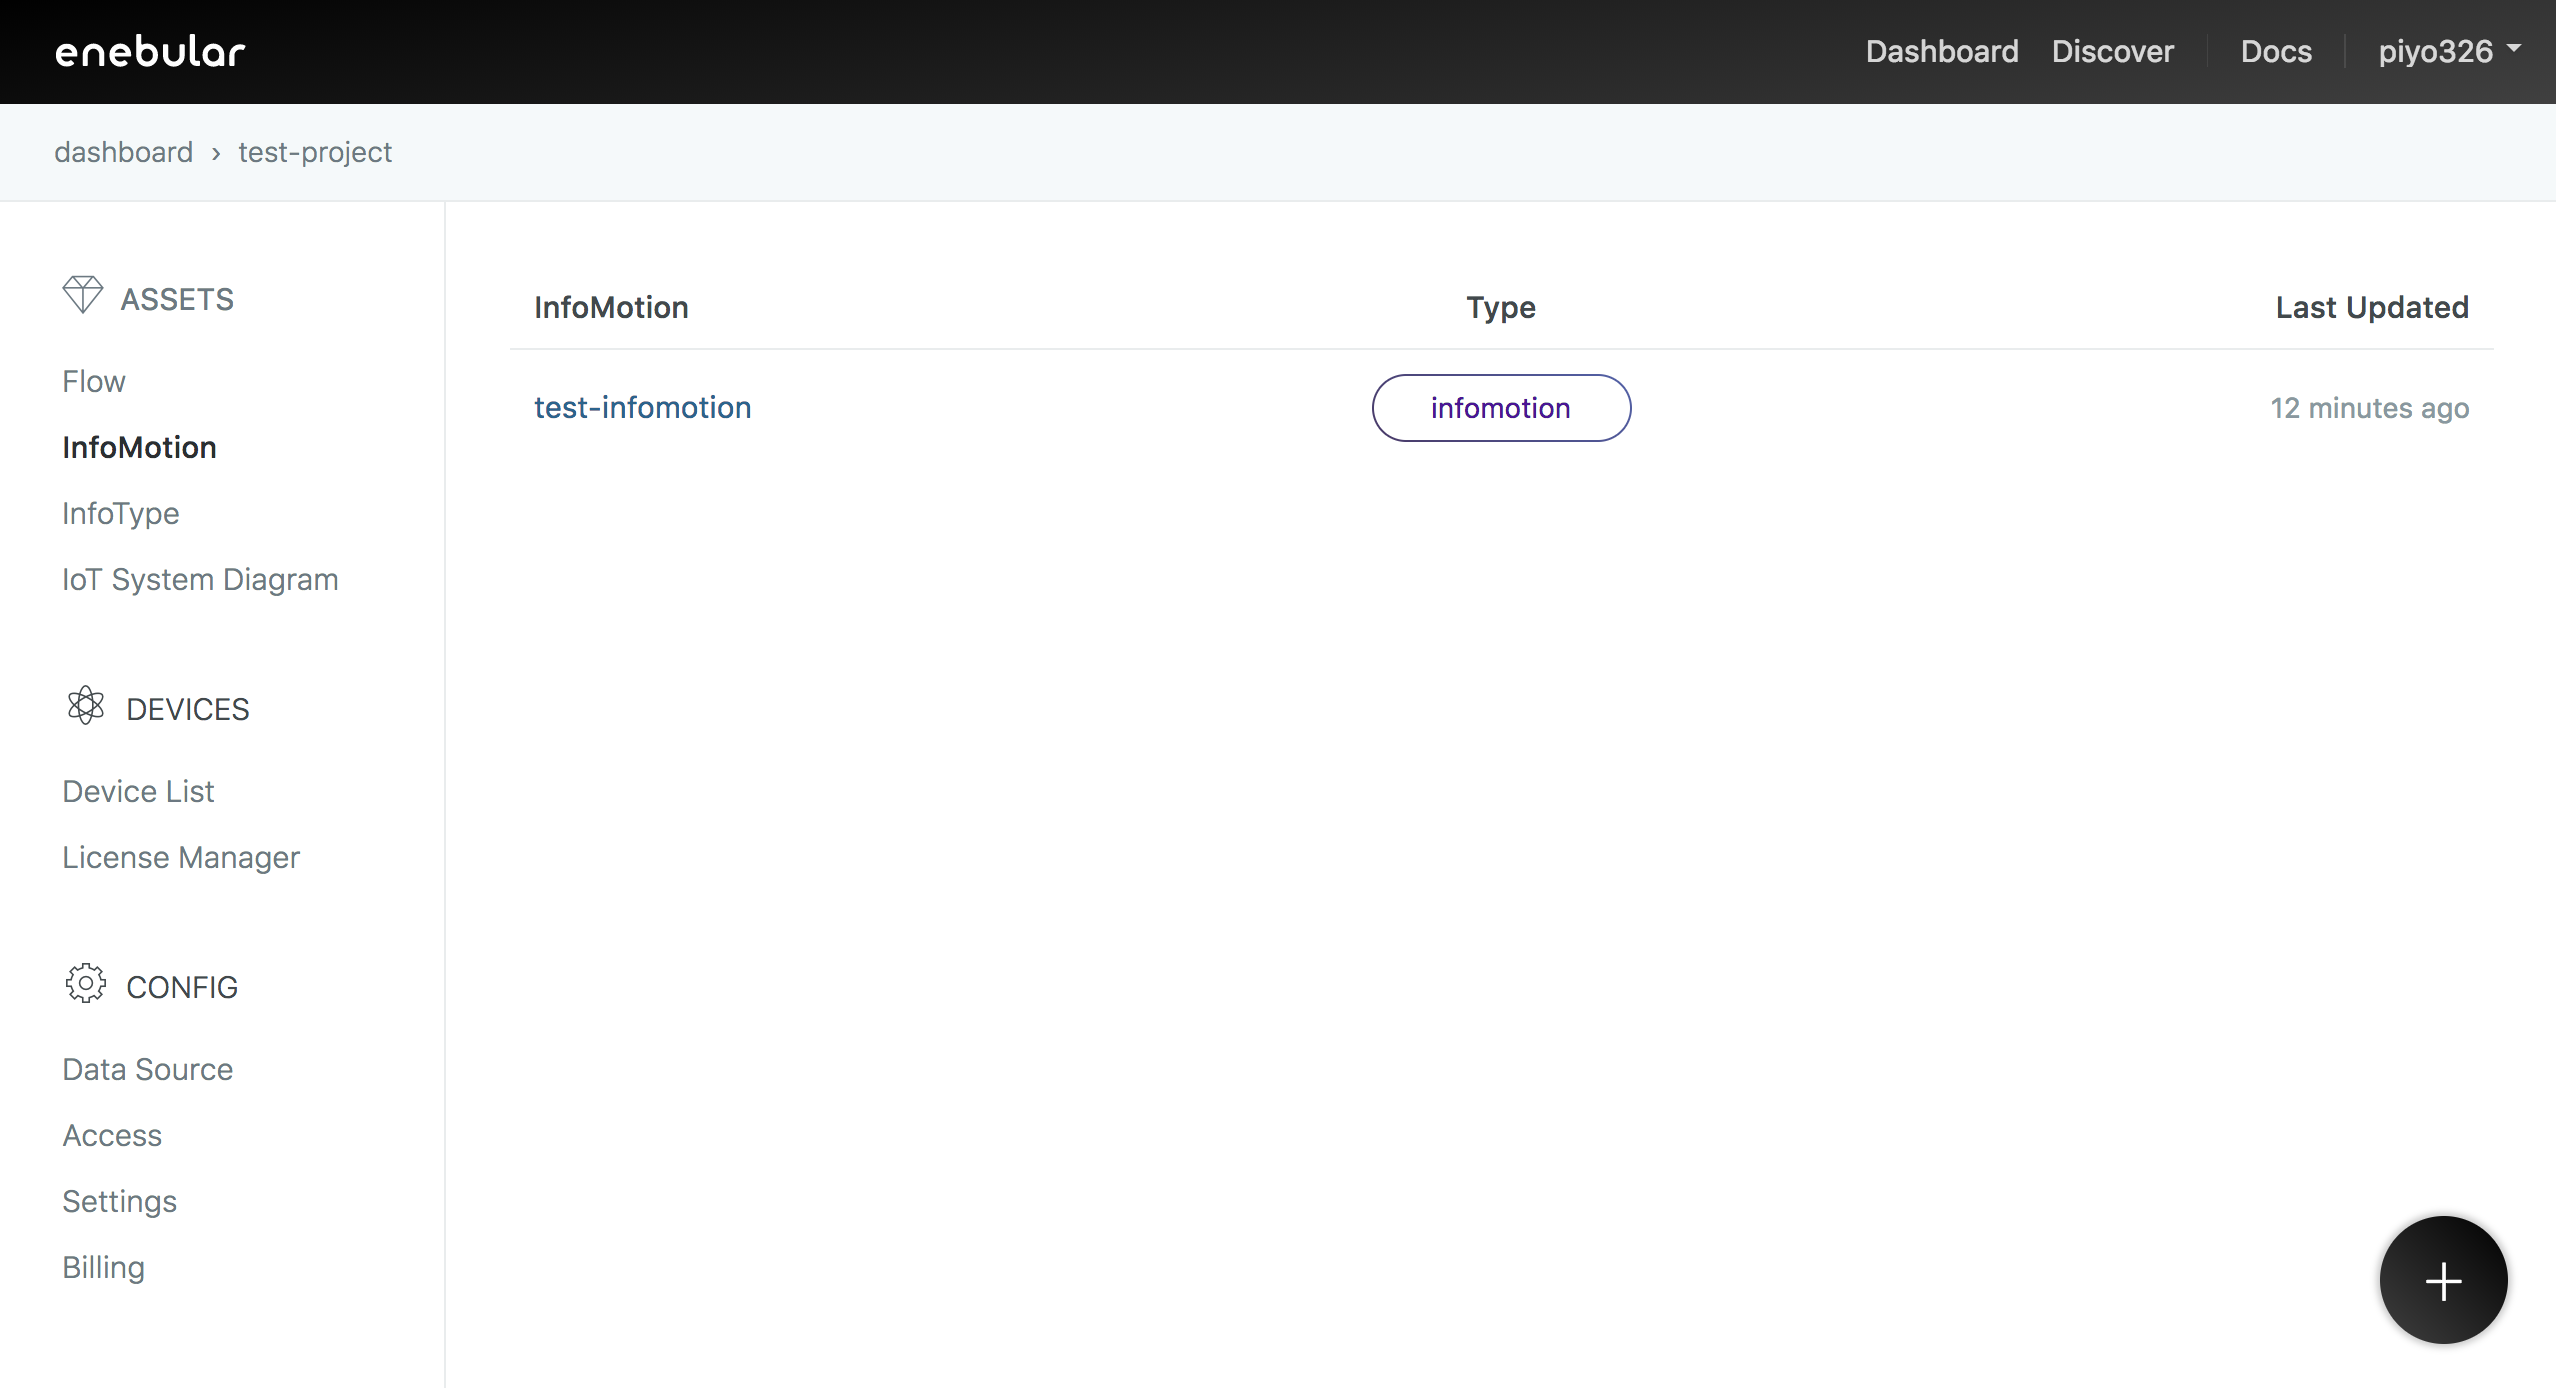 enebular
Dashboard Discover Docs piyo326
dashboard › test-project
ASSETS
Flow
InfoMotion
InfoType
IoT System Diagram
DEVICES
Device List
License Manager
CONFIG
Data Source
Access
Settings
Billing
InfoMotion Type Last Updated
test-infomotion infomotion 12 minutes ago